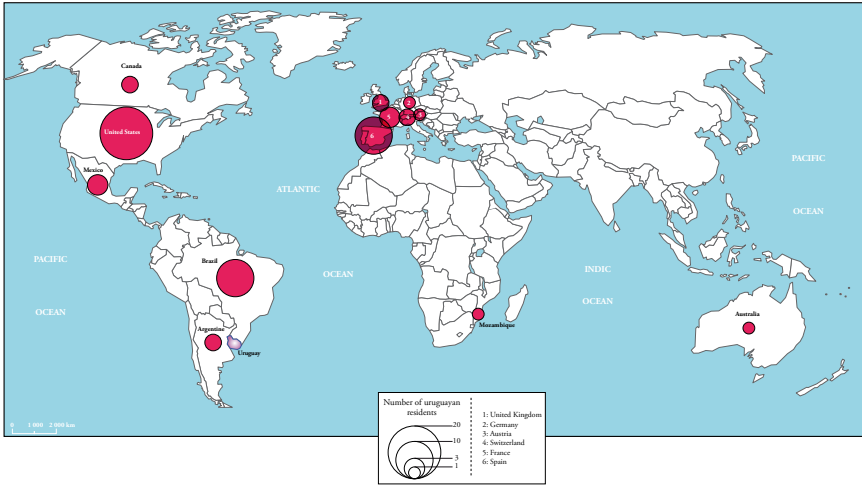 Canada
United States
Mexico
ATLANTIC
OCEAN
PACIFIC
OCEAN
PACIFIC
OCEAN
INDIC
OCEAN
Brazil
Argentine
Uruguay
Mozambique
Australia
1
2
3
4
5
6
0 1 000 2 000 km
Number of uruguayan
residents
20
10
3
1
1: United Kingdom
2: Germany
3: Austria
4: Switzerland
5: France
6: Spain